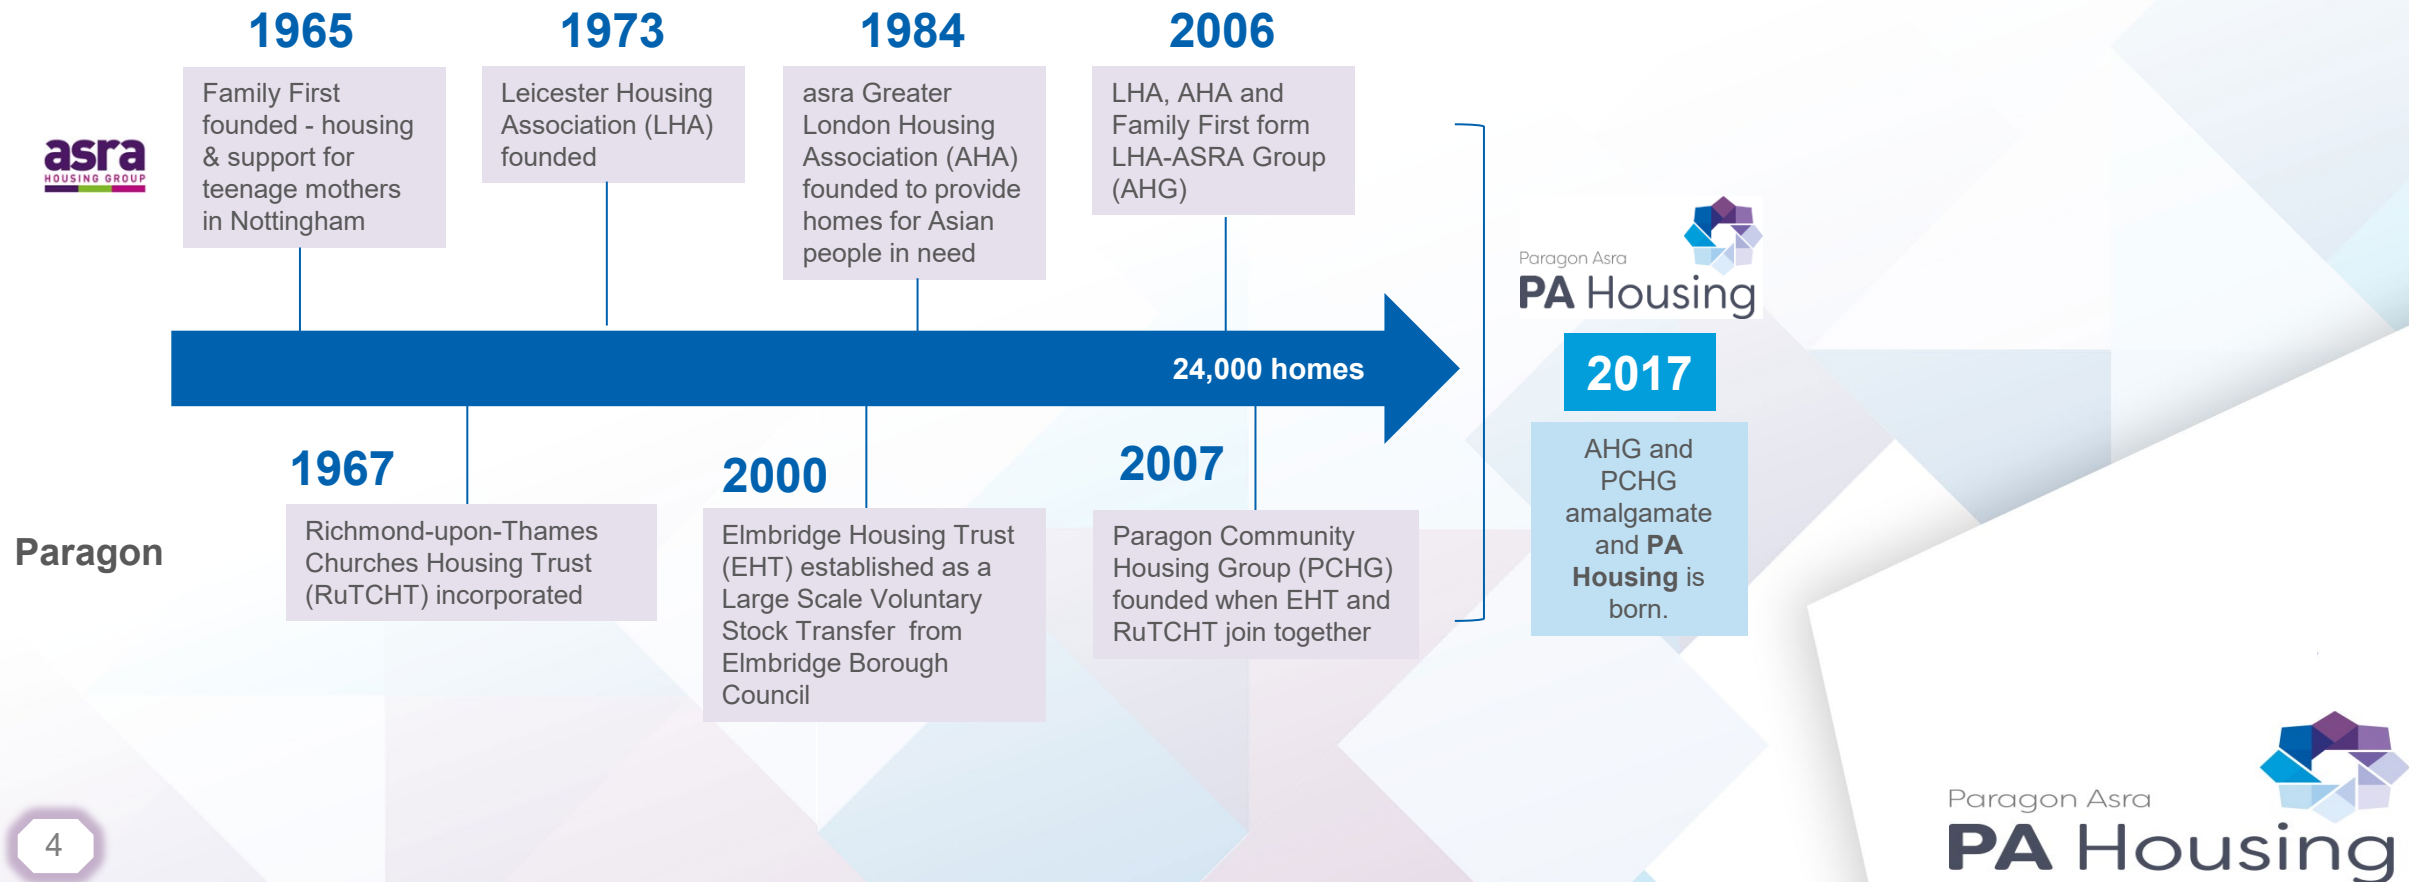 1965
Family First
founded - housing
& support for
teenage mothers
in Nottingham
1973
Leicester Housing
Association (LHA)
founded
1984
asra Greater
London Housing
Association (AHA)
founded to provide
homes for Asian
people in need
2006
LHA, AHA and
Family First form
LHA-ASRA Group
(AHG)
asra
HOUSING GROUP
24,000 homes
Paragon
1967
Richmond-upon-Thames
Churches Housing Trust
(RuTCHT) incorporated
2000
Elmbridge Housing Trust
(EHT) established as a
Large Scale Voluntary
Stock Transfer from
Elmbridge Borough
Council
2007
Paragon Community
Housing Group (PCHG)
founded when EHT and
RuTCHT join together
Paragon Asra
PA Housing
2017
AHG and
PCHG
amalgamate
and PA
Housing is
born.
4
Paragon Asra
PA Housing